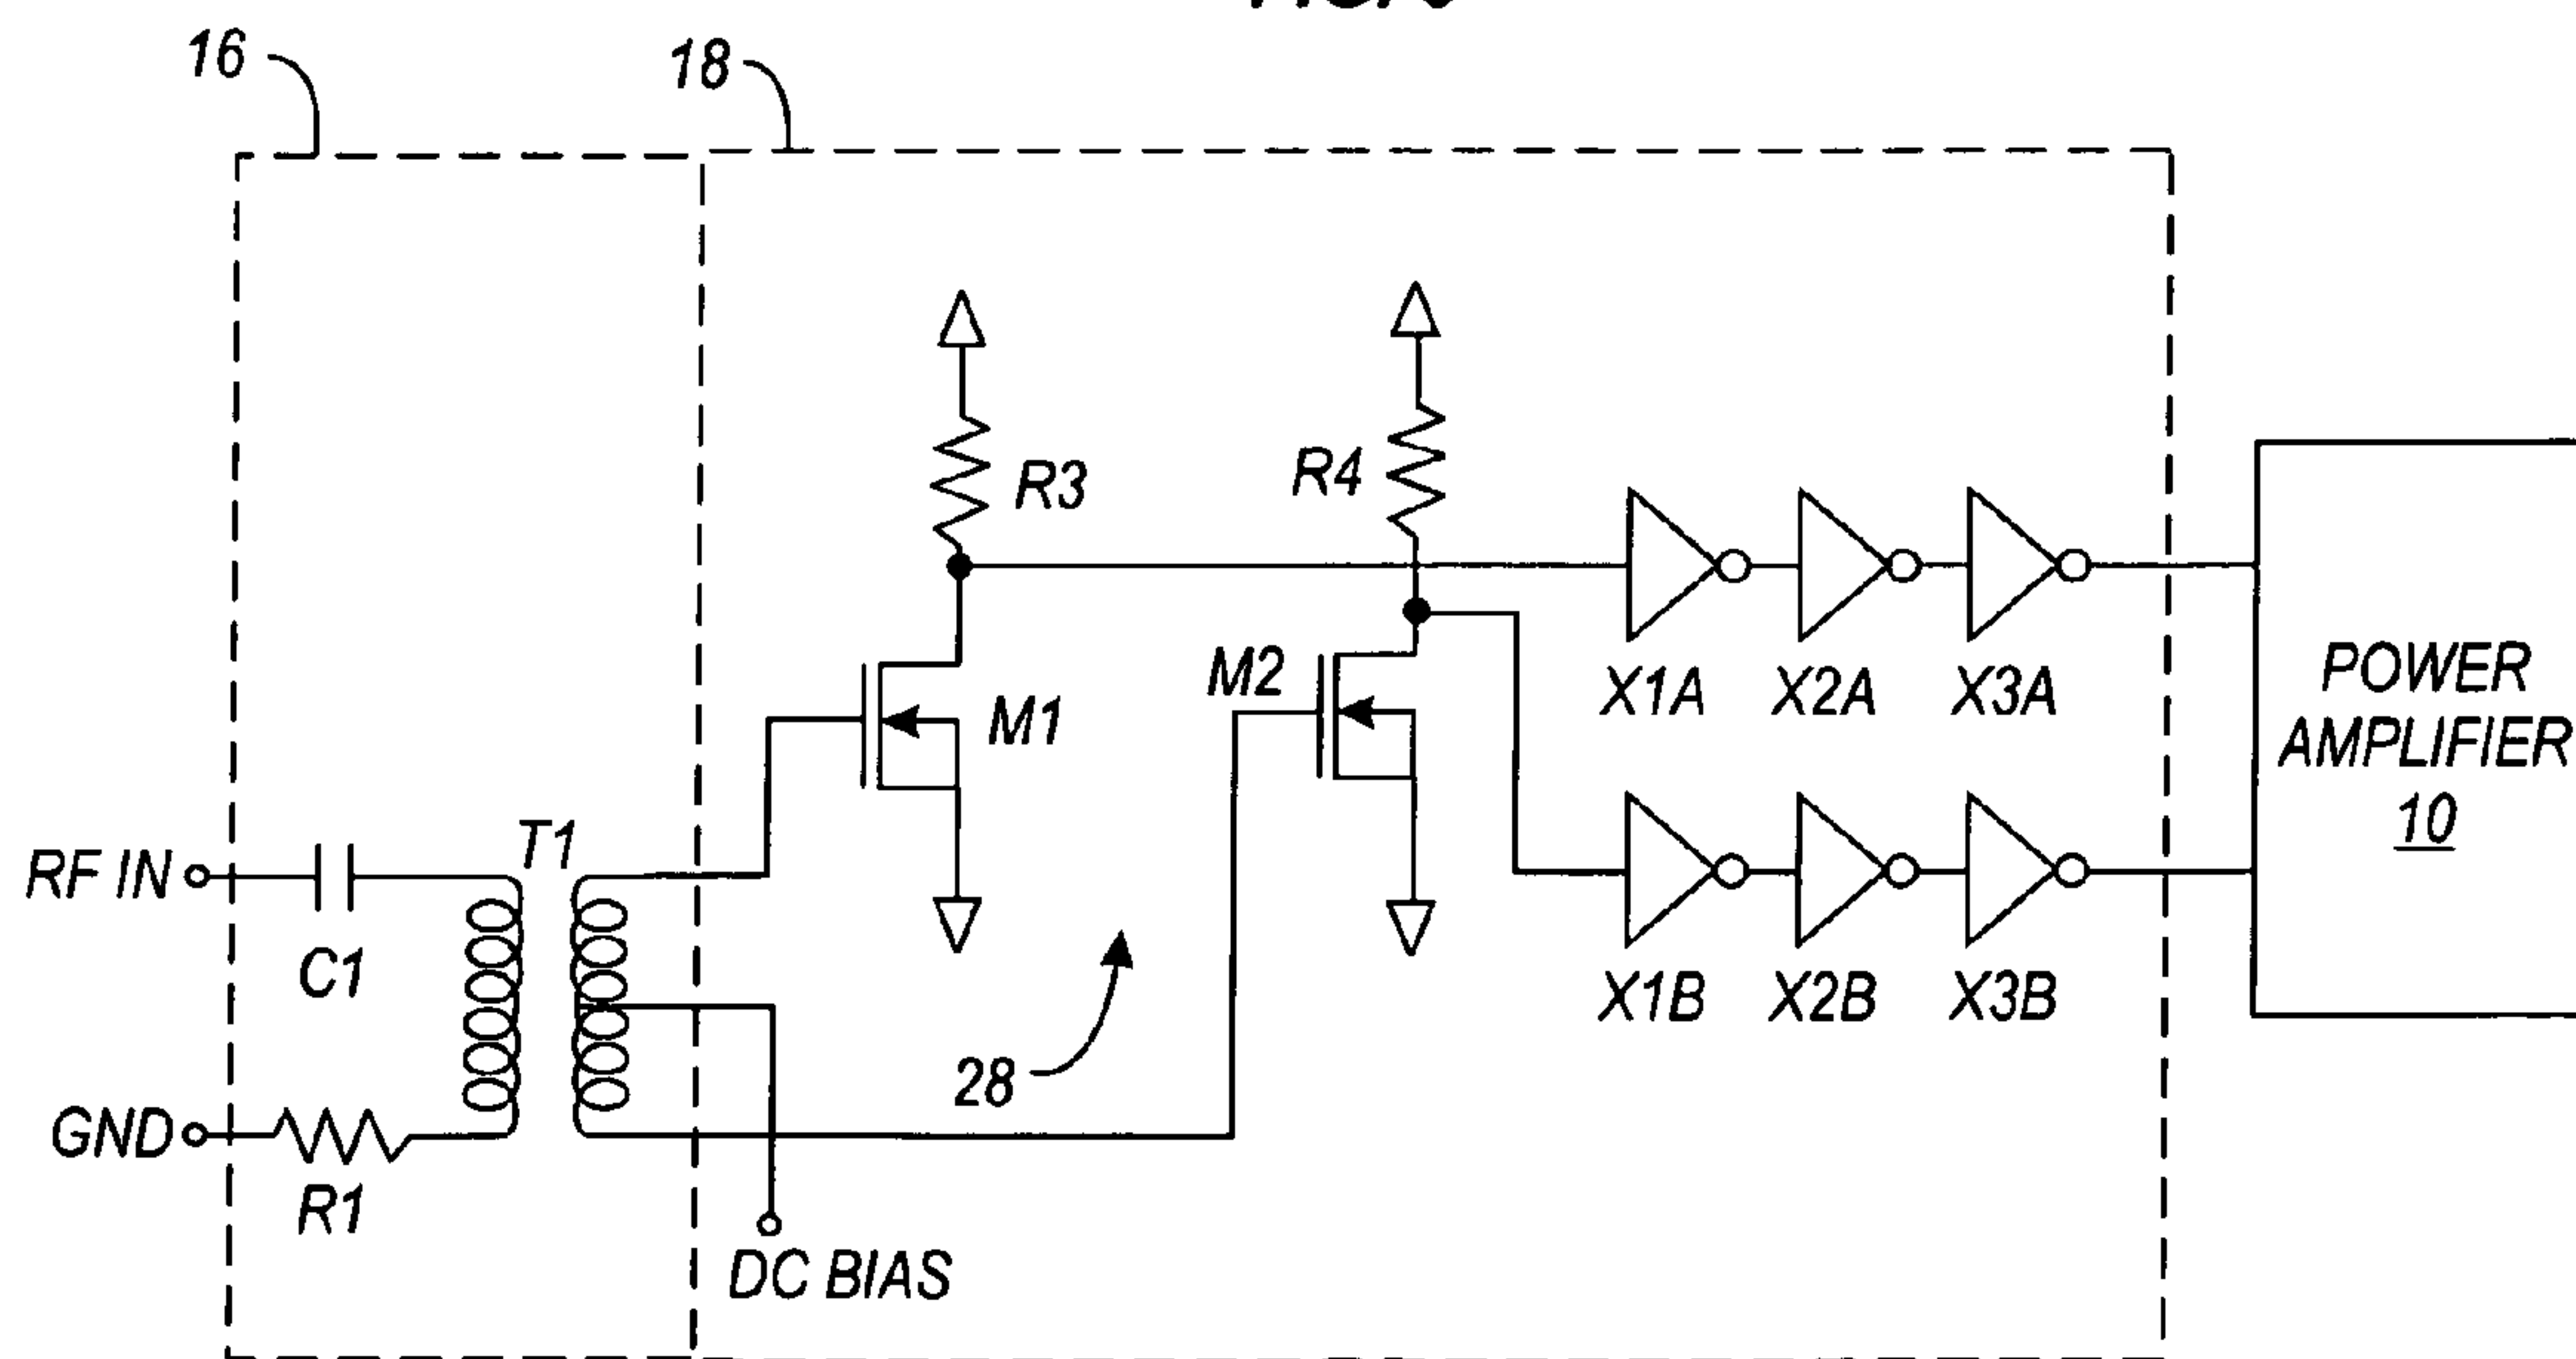 16
18
R3
R4
M1
M2
X1A
X2A
X3A
POWER
AMPLIFIER
10
RF IN
T1
C1
X1B
X2B
X3B
28
GND
R1
DC BIAS